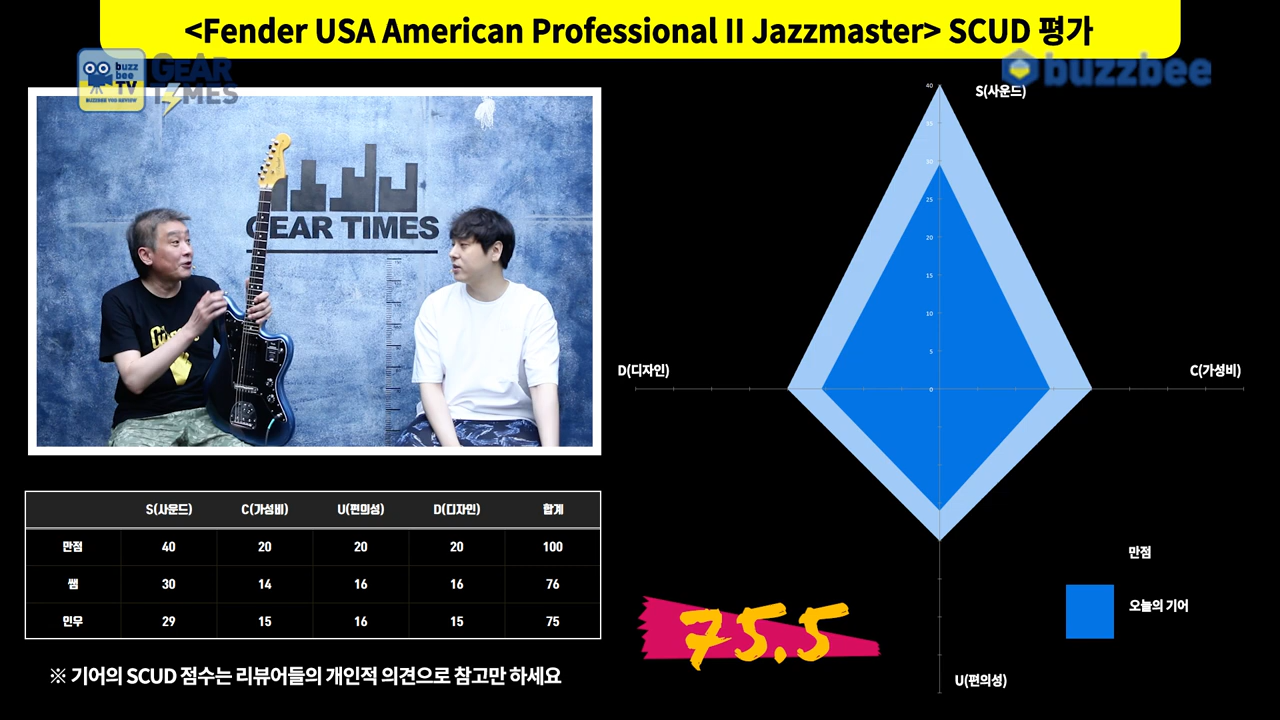 <Fender USA American Professional II Jazzmaster> SCUD 평가
buzz
bee
TV
BUZZBEE YOU REVIEW
GEAR
TIMES
buzzbee
GEAR TIMES
S(사운드)
40
35
30
25
20
15
10
5
0
D(디자인)
C(가성비)
U(편의성)
만점
오늘의 기어
S(사운드) C(가성비) U(편의성) D(디자인) 합계
만점 40 20 20 20 100
쌤 30 14 16 16 76
민우 29 15 16 15 75
75.5
※ 기어의 SCUD 점수는 리뷰어들의 개인적 의견으로 참고만 하세요